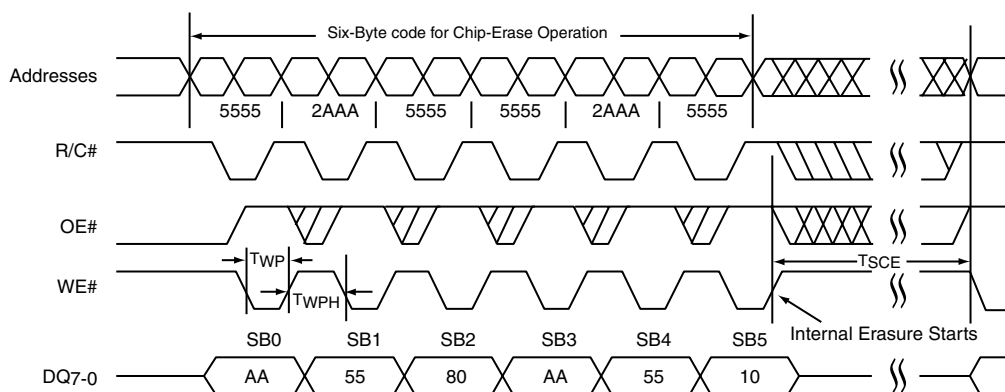 Six-Byte code for Chip-Erase Operation
Addresses
5555 2AAA 5555 5555 2AAA 5555
R/C#
OE#
TWP
TSCE
WE#
TWPH
Internal Erasure Starts
SB0 SB1 SB2 SB3 SB4 SB5
DQ7-0 AA 55 80 AA 55 10